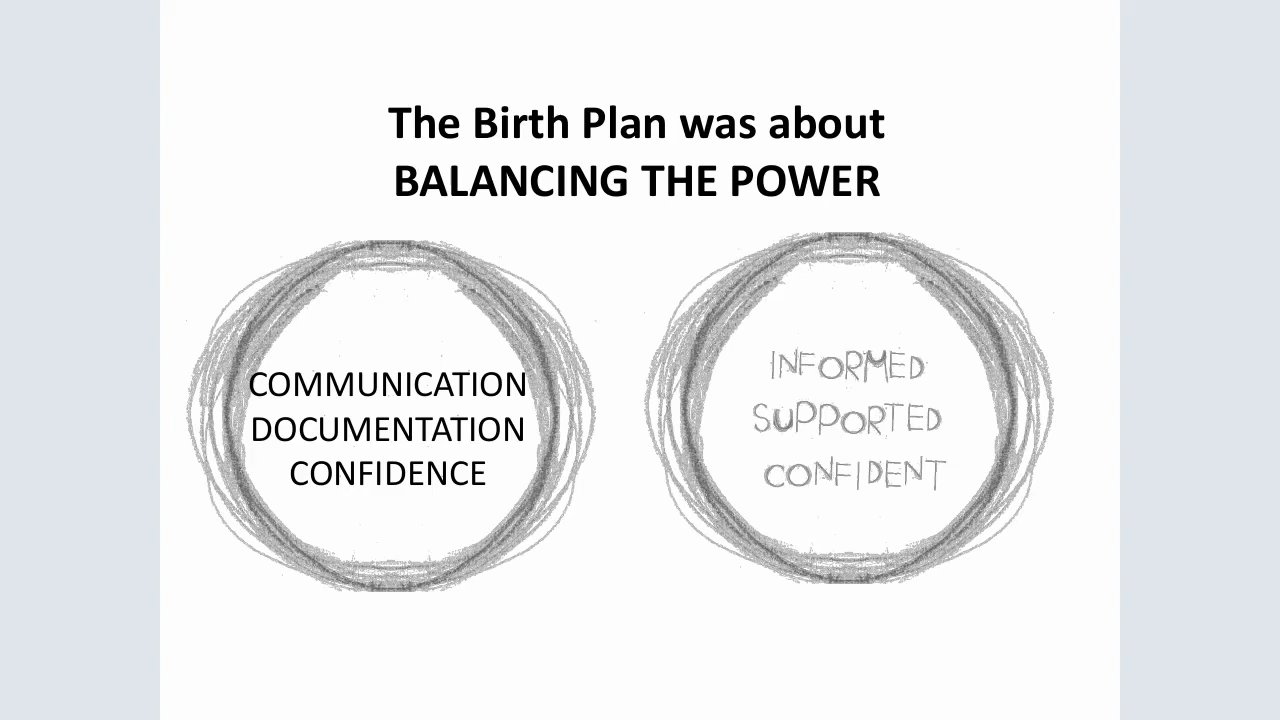 The Birth Plan was about
BALANCING THE POWER
COMMUNICATION
DOCUMENTATION
CONFIDENCE
INFORMED
SUPPORTED
CONFIDENT